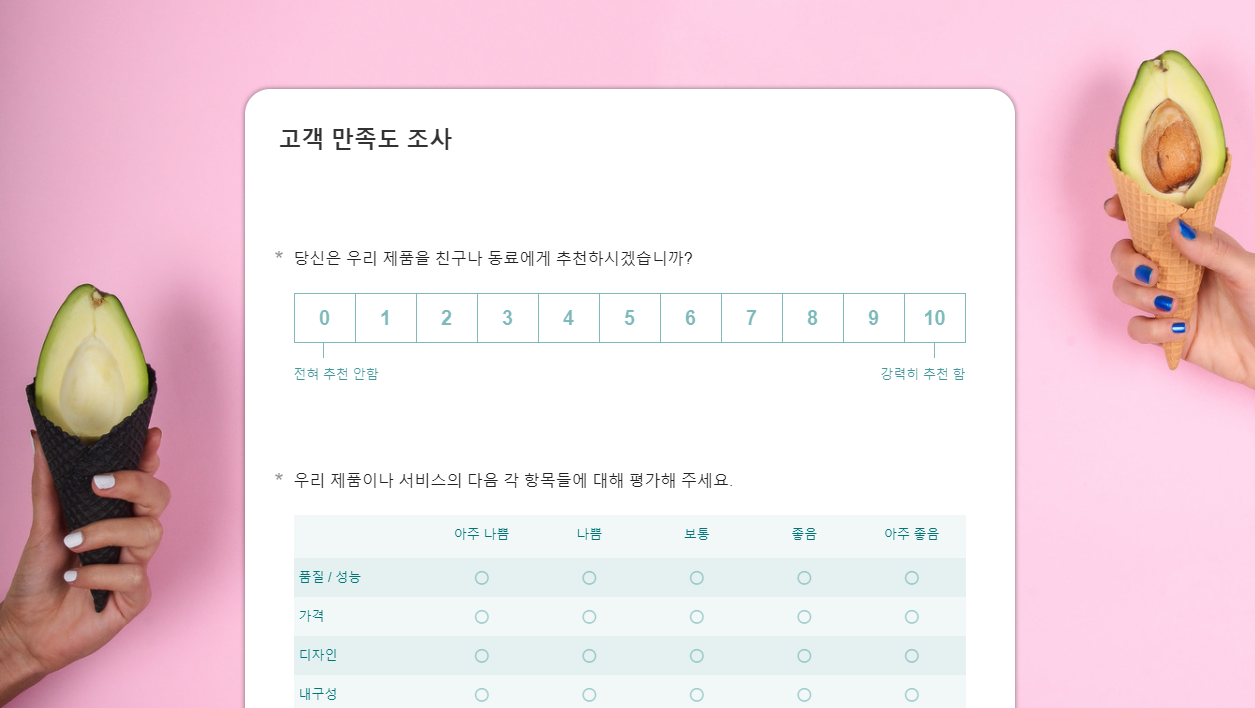 고객 만족도 조사
* 당신은 우리 제품을 친구나 동료에게 추천하시겠습니까?
0 1 2 3 4 5 6 7 8 9 10
전혀 추천 안함 강력히 추천 함
* 우리 제품이나 서비스의 다음 각 항목들에 대해 평가해 주세요.
아주 나쁨 나쁨 보통 좋음 아주 좋음
품질 / 성능
가격
디자인
내구성